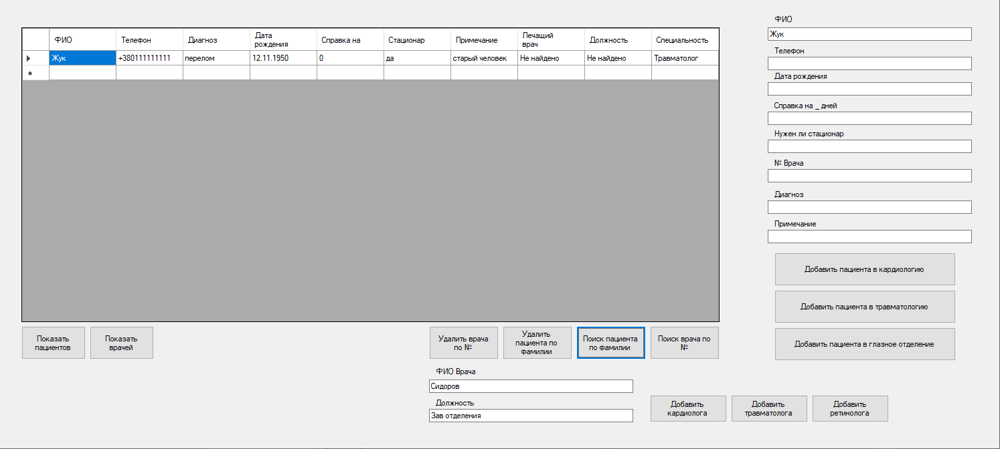 ФИО
Телефон
Диагноз
Дата
рождения
Справка на
Стационар
Примечание
Лечащий
врач
Должность
Специальность
Жук
+380111111111
перелом
12.11.1950
0
да
старый человек
Не найдено
Не найдено
Травматолог
ФИО
Жук
Телефон
Дата рождения
Справка на _ дней
Нужен ли стационар
№ Врача
Диагноз
Примечание
Добавить пациента в кардиологию
Добавить пациента в травматологию
Добавить пациента в глазное отделение
Показать
пациентов
Показать
врачей
Удалить врача
по №
Удалить
пациента по
фамилии
Поиск пациента
по фамилии
Поиск врача по
№
ФИО Врача
Сидоров
Должность
Зав отделения
Добавить
кардиолога
Добавить
травматолога
Добавить
ретинолога